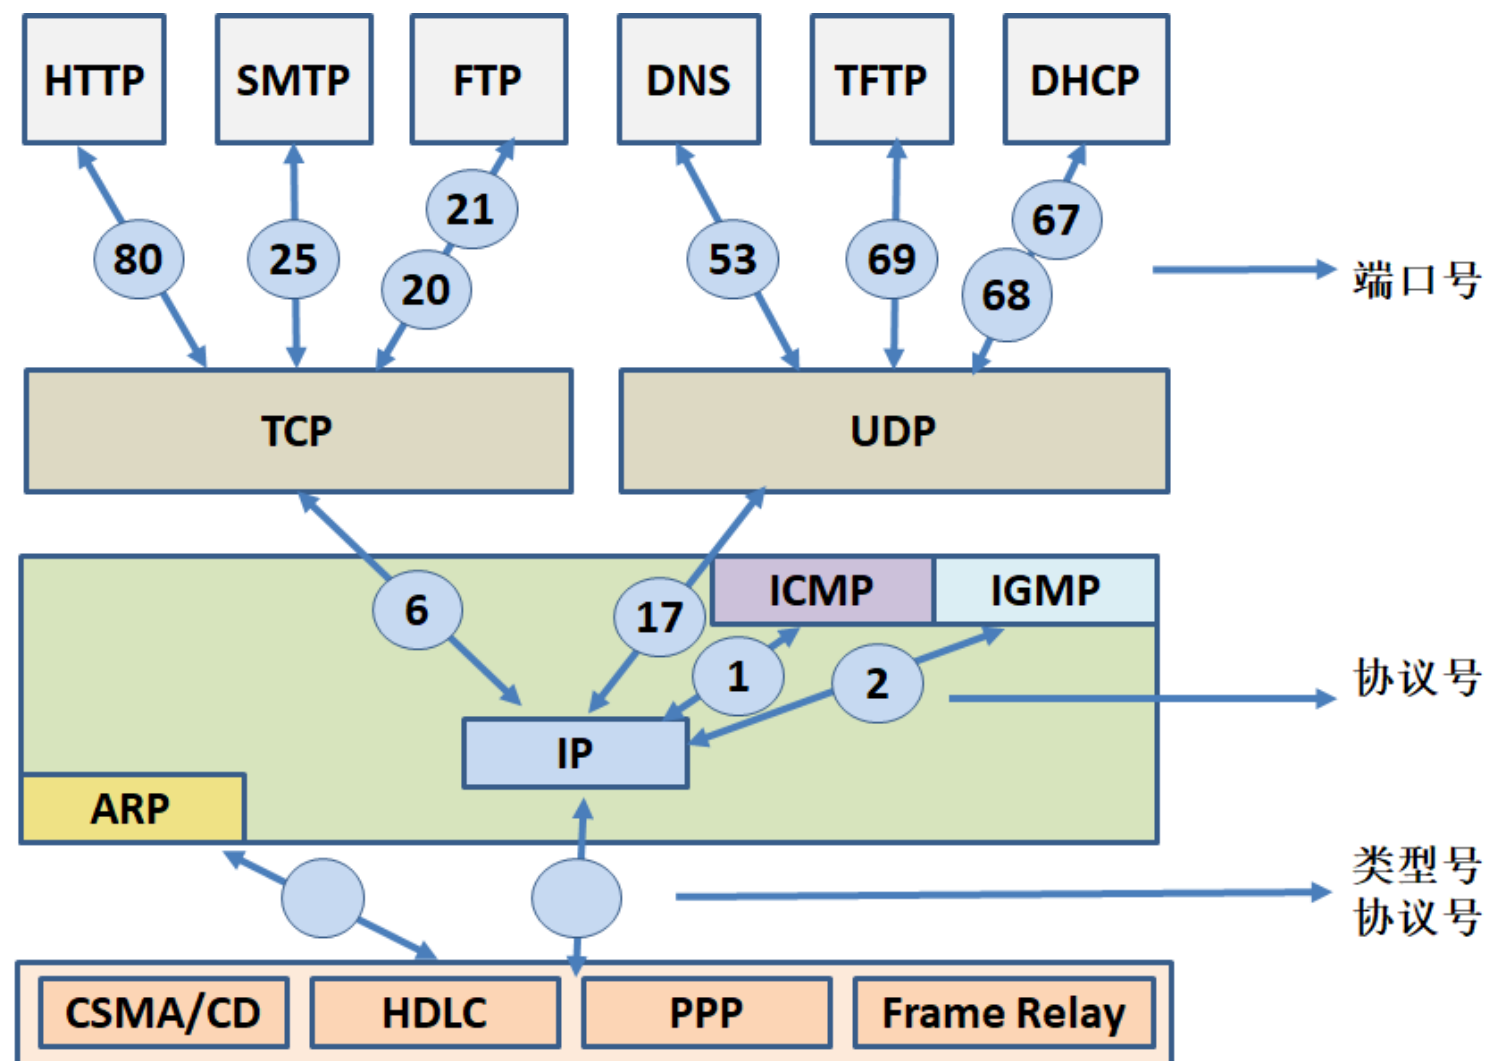 HTTP SMTP FTP DNS TFTP DHCP
21
67
80 25 20 53 69 68
端口号
TCP UDP
ICMP IGMP
6 17
1 2
协议号
IP
ARP
类型号
协议号
CSMA/CD HDLC PPP Frame Relay